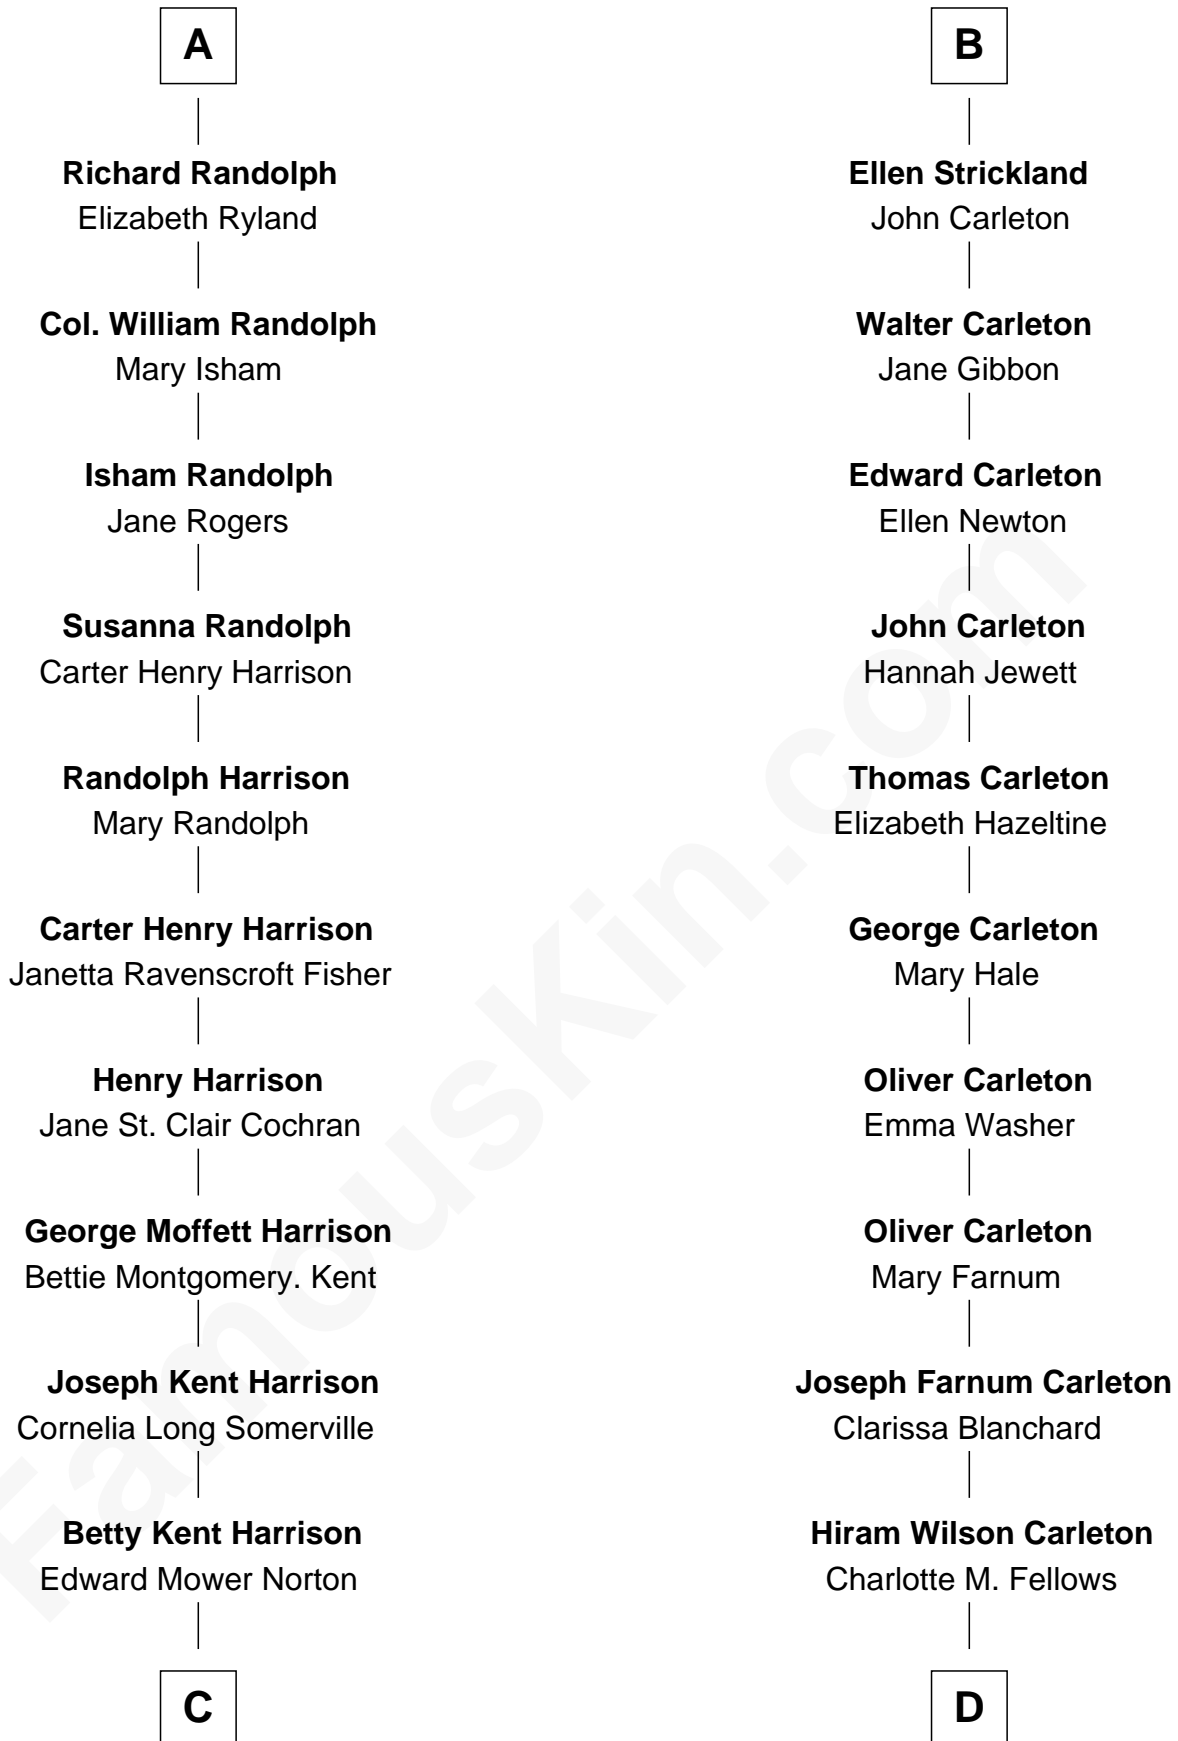 A
Richard Randolph
Elizabeth Ryland
Col. William Randolph
Mary Isham
Isham Randolph
Jane Rogers
Susanna Randolph
Carter Henry Harrison
Randolph Harrison
Mary Randolph
Carter Henry Harrison
Janetta Ravenscroft Fisher
Henry Harrison
Jane St. Clair Cochran
George Moffett Harrison
Bettie Montgomery. Kent
Joseph Kent Harrison
Cornelia Long Somerville
Betty Kent Harrison
Edward Mower Norton
C
B
Ellen Strickland
John Carleton
Walter Carleton
Jane Gibbon
Edward Carleton
Ellen Newton
John Carleton
Hannah Jewett
Thomas Carleton
Elizabeth Hazeltine
George Carleton
Mary Hale
Oliver Carleton
Emma Washer
Oliver Carleton
Mary Farnum
Joseph Farnum Carleton
Clarissa Blanchard
Hiram Wilson Carleton
Charlotte M. Fellows
D
FamousKin.com